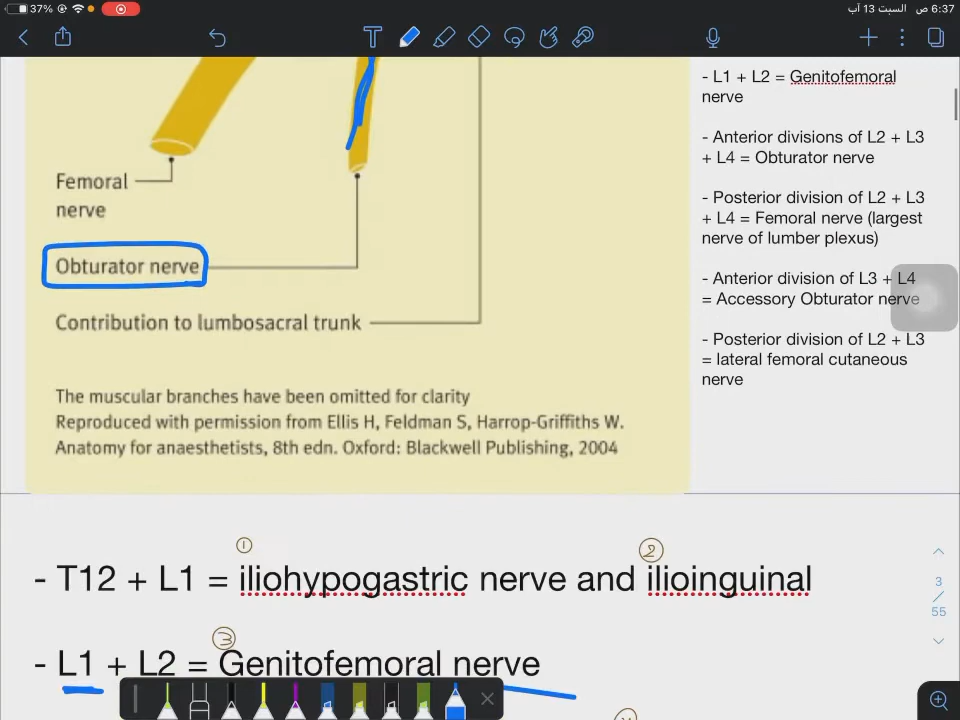 37%
6:37 ص السبت 13 آب
T
- L1 + L2 = Genitofemoral
nerve
- Anterior divisions of L2 + L3
+ L4 = Obturator nerve
- Posterior division of L2 + L3
+ L4 = Femoral nerve (largest
nerve of lumber plexus)
- Anterior division of L3 + L4
= Accessory Obturator nerve
- Posterior division of L2 + L3
= lateral femoral cutaneous
nerve
Femoral
nerve
Obturator nerve
Contribution to lumbosacral trunk
The muscular branches have been omitted for clarity
Reproduced with permission from Ellis H, Feldman S, Harrop-Griffiths W.
Anatomy for anaesthetists, 8th edn. Oxford: Blackwell Publishing, 2004
1 2
- T12 + L1 = iliohypogastric nerve and ilioinguinal
3
- L1 + L2 = Genitofemoral nerve
3
/
55